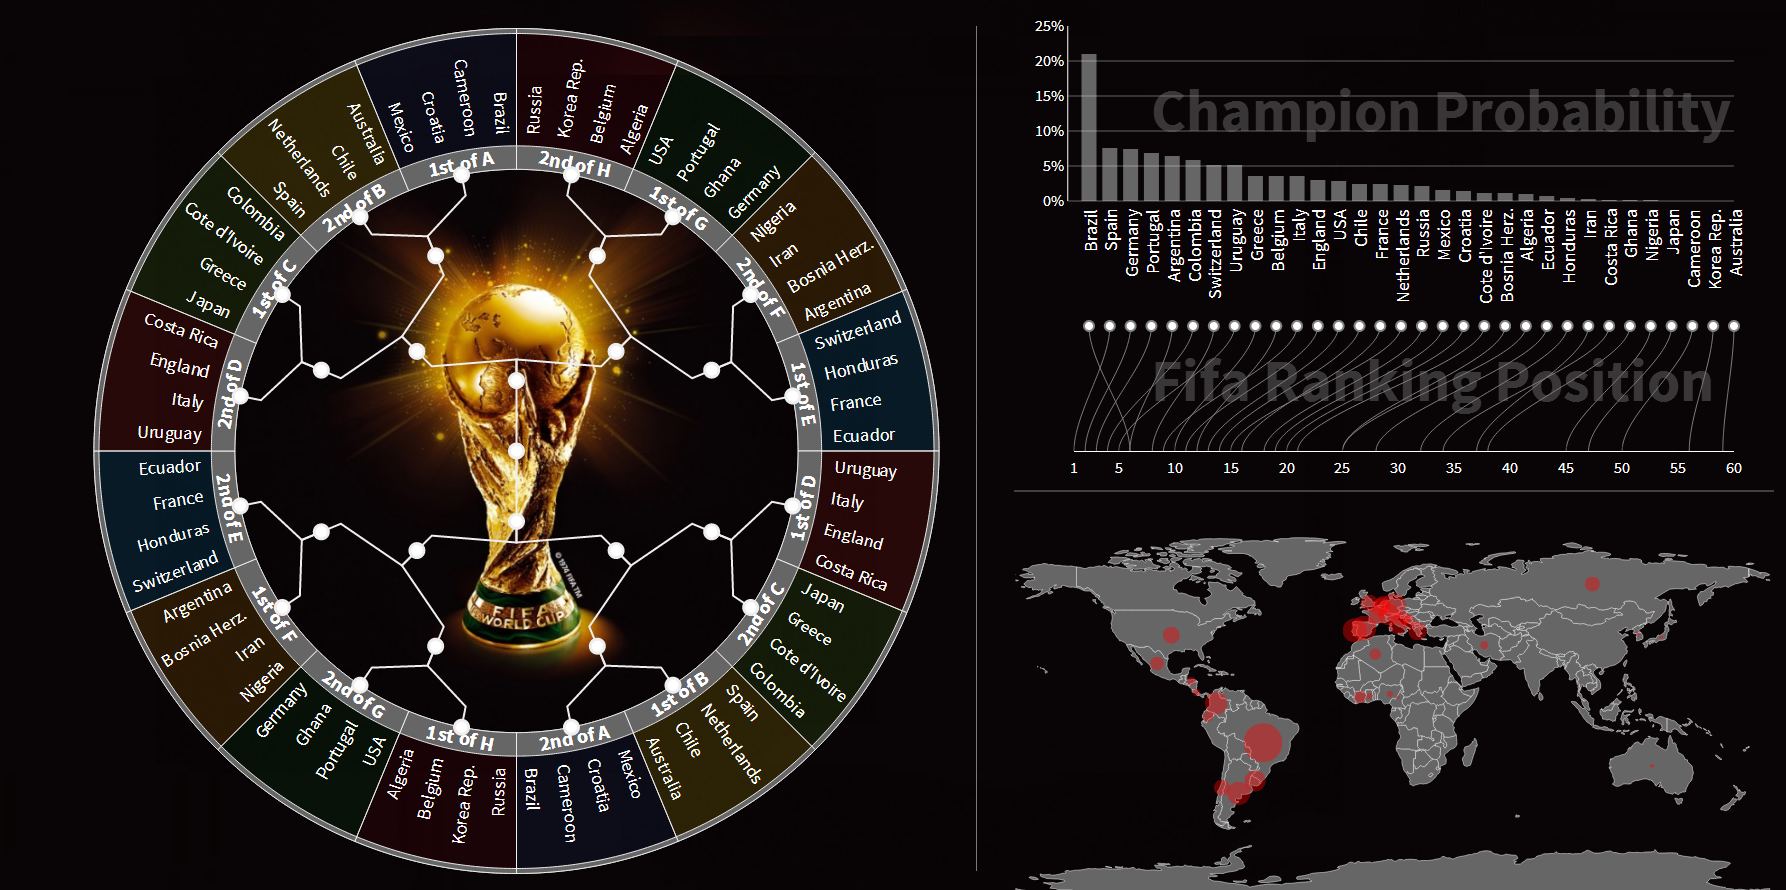 Mexico
Croatia
Cameroon
Brazil
1st of A
Russia
Korea Rep.
Belgium
Algeria
2nd of H
USA
Portugal
Ghana
Germany
1st of G
Nigeria
Iran
Bosnia Herz.
Argentina
2nd of F
Switzerland
Honduras
France
Ecuador
1st of E
Uruguay
Italy
England
Costa Rica
1st of D
Japan
Greece
Cote d'Ivoire
Colombia
2nd of C
Spain
Netherlands
Chile
Australia
1st of B
Mexico
Croatia
Cameroon
Brazil
2nd of A
Russia
Korea Rep.
Belgium
Algeria
1st of H
USA
Portugal
Ghana
Germany
2nd of G
Nigeria
Iran
Bosnia Herz.
Argentina
1st of F
Switzerland
Honduras
France
Ecuador
2nd of E
Uruguay
Italy
England
Costa Rica
2nd of D
Japan
Greece
Cote d'Ivoire
Colombia
1st of C
Spain
Netherlands
Chile
Australia
2nd of B
©1974 FIFA TM
FIFA
WORLD CUP
Champion Probability
25%
20%
15%
10%
5%
0%
Brazil
Spain
Germany
Portugal
Argentina
Colombia
Switzerland
Uruguay
Greece
Belgium
Italy
England
USA
Chile
France
Netherlands
Russia
Mexico
Croatia
Cote d'Ivoire
Bosnia Herz.
Algeria
Ecuador
Honduras
Iran
Costa Rica
Ghana
Nigeria
Japan
Cameroon
Korea Rep.
Australia
Fifa Ranking Position
1 5 10 15 20 25 30 35 40 45 50 55 60